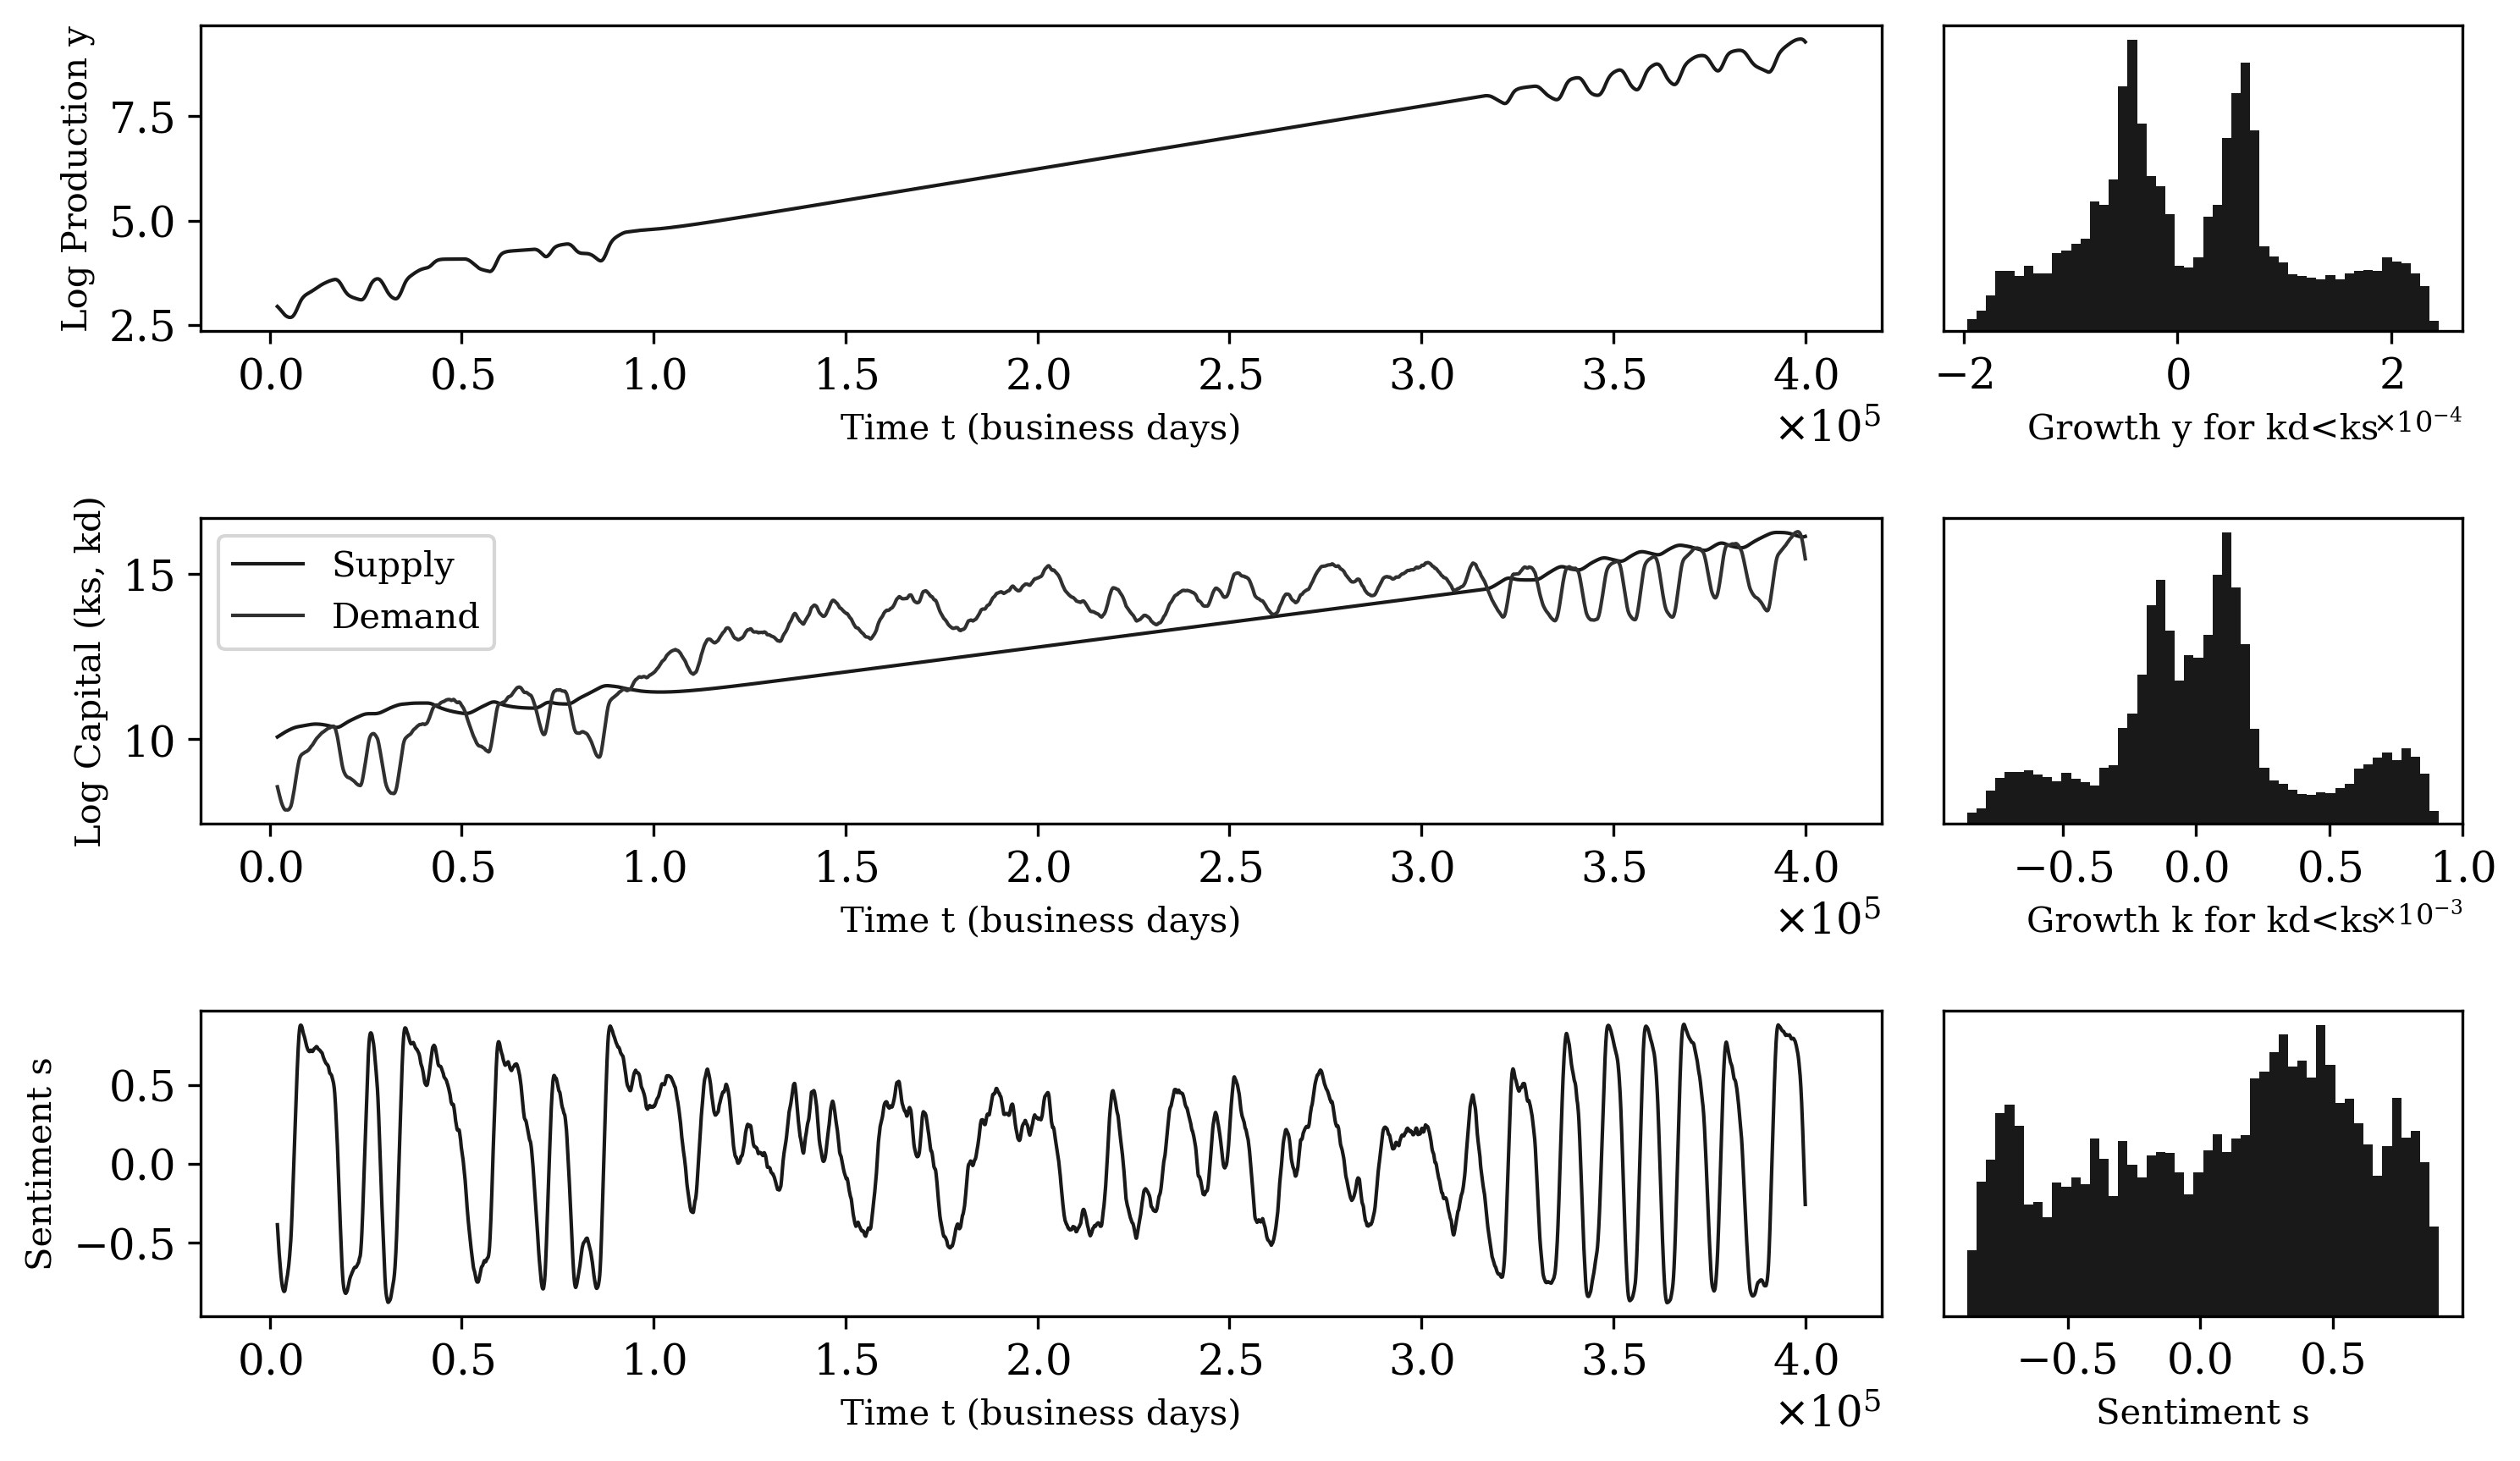 Log Production y
7.5
5.0
2.5
0.0 0.5 1.0 1.5 2.0 2.5 3.0 3.5 4.0
Time t (business days)
×10⁵
−2 0 2
Growth y for kd<ks
×10⁻⁴
Log Capital (ks, kd)
15
10
Supply
Demand
0.0 0.5 1.0 1.5 2.0 2.5 3.0 3.5 4.0
Time t (business days)
×10⁵
−0.5 0.0 0.5 1.0
Growth k for kd<ks
×10⁻³
Sentiment s
0.5
0.0
−0.5
0.0 0.5 1.0 1.5 2.0 2.5 3.0 3.5 4.0
Time t (business days)
×10⁵
−0.5 0.0 0.5
Sentiment s